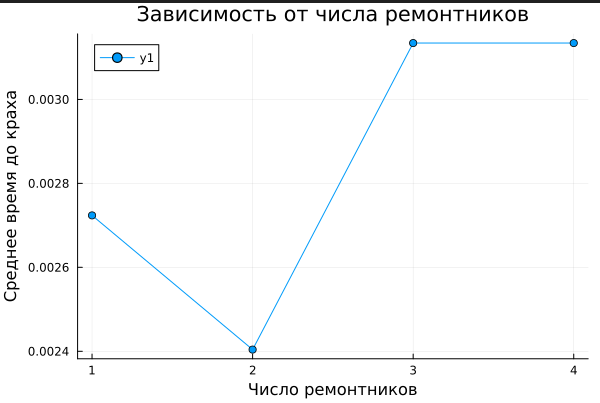 Зависимость от числа ремонтников
y1
Среднее время до краха
0.0030
0.0028
0.0026
0.0024
1 2 3 4
Число ремонтников